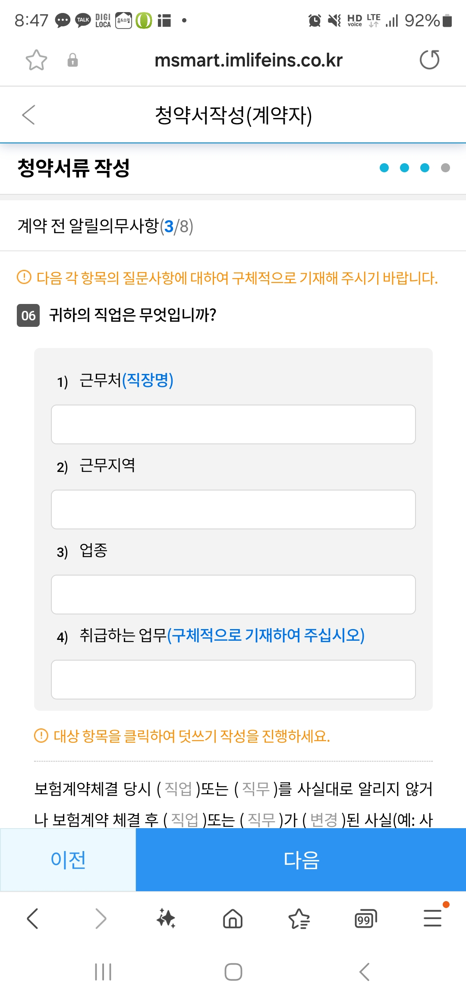 8:47 TALK DIGI LOCA 홈&쇼핑 HD voice LTE 92%
msmart.imlifeins.co.kr
청약서작성(계약자)
청약서류 작성
계약 전 알릴의무사항(3/8)
다음 각 항목의 질문사항에 대하여 구체적으로 기재해 주시기 바랍니다.
06 귀하의 직업은 무엇입니까?
1) 근무처(직장명)
2) 근무지역
3) 업종
4) 취급하는 업무(구체적으로 기재하여 주십시오)
대상 항목을 클릭하여 덧쓰기 작성을 진행하세요.
보험계약체결 당시 ( 직업 )또는 ( 직무 )를 사실대로 알리지 않거
나 보험계약 체결 후 ( 직업 )또는 ( 직무 )가 ( 변경 )된 사실(예: 사
이전 다음
99